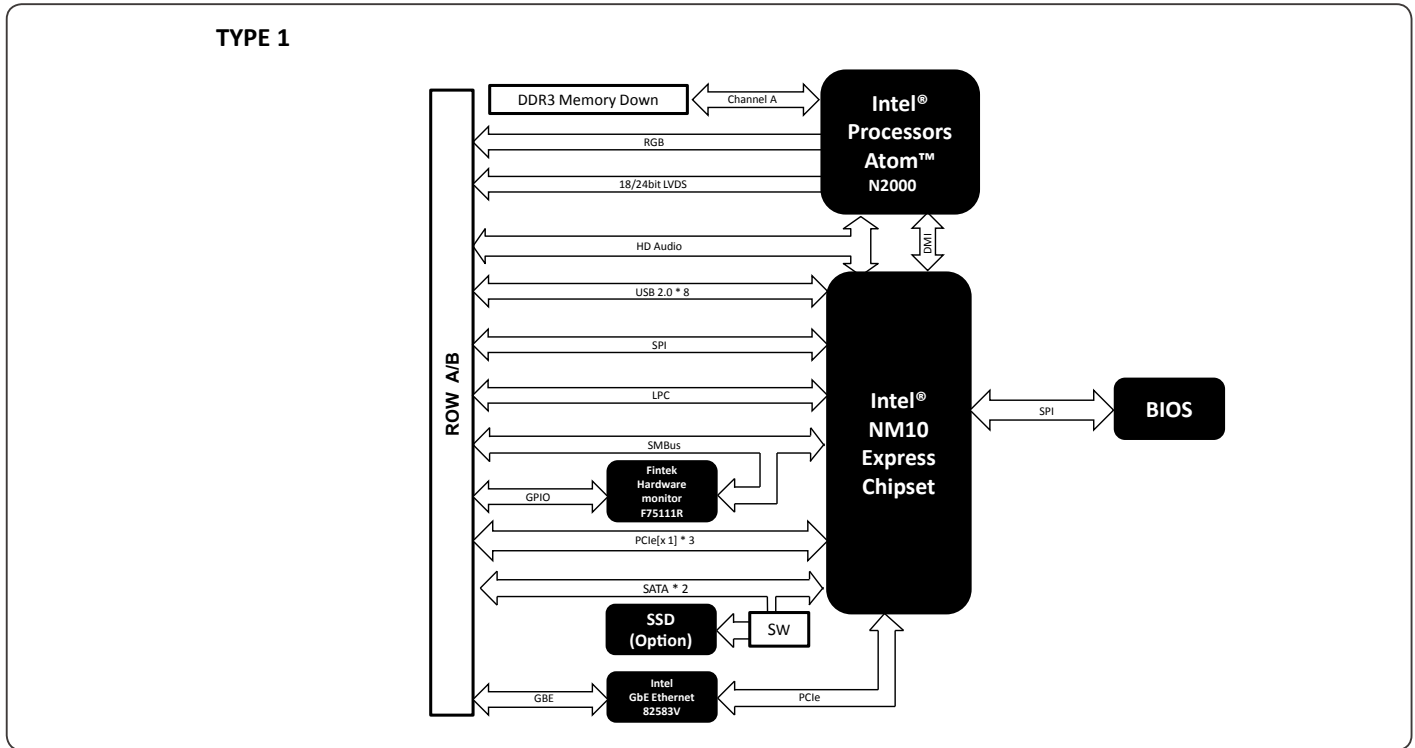 TYPE 1
DDR3 Memory Down
Channel A
Intel®
Processors
Atom™
N2000
RGB
18/24bit LVDS
HD Audio
DMI
USB 2.0 * 8
SPI
LPC
ROW A/B
SMBus
Intel®
NM10
Express
Chipset
SPI
BIOS
Fintek
Hardware
monitor
F75111R
GPIO
PCIe[x 1] * 3
SATA * 2
SSD
(Option)
SW
Intel
GbE Ethernet
82583V
GBE
PCIe